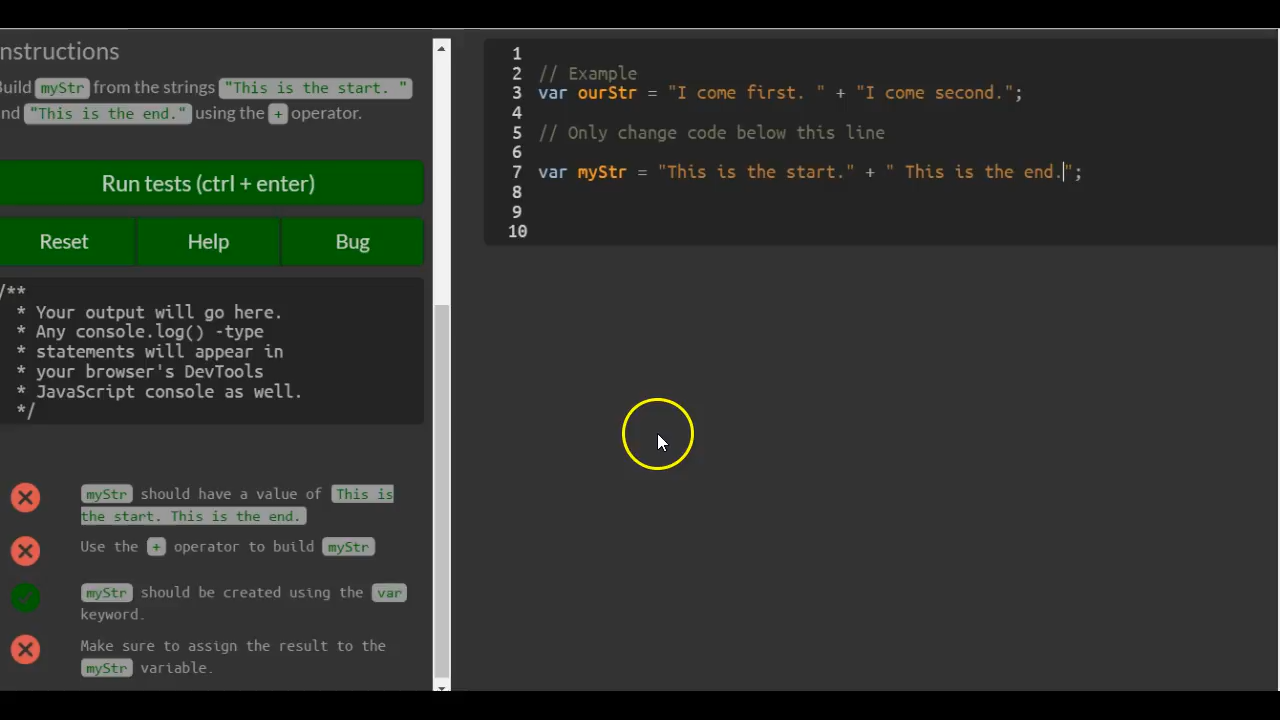 nstructions
uild myStr from the strings "This is the start. "
nd "This is the end." using the + operator.
Run tests (ctrl + enter)
Reset Help Bug
/**
* Your output will go here.
* Any console.log() -type
* statements will appear in
* your browser's DevTools
* JavaScript console as well.
*/
myStr should have a value of This is
the start. This is the end.
Use the + operator to build myStr
myStr should be created using the var
keyword.
Make sure to assign the result to the
myStr variable.
1
2 // Example
3 var ourStr = "I come first. " + "I come second.";
4
5 // Only change code below this line
6
7 var myStr = "This is the start." + " This is the end.";
8
9
10